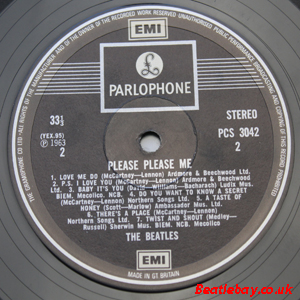 ALL RIGHTS OF THE MANUFACTURER AND OF THE OWNER OF THE RECORDED WORK RESERVED UNAUTHORISED PUBLIC PERFORMANCE BROADCASTING AND COPYING OF THIS RECORD PROHIBITED
EMI
PARLOPHONE
33⅓
STEREO
(YEX.95)
PCS 3042
℗ 1963
2
2
PLEASE PLEASE ME
1. LOVE ME DO (McCartney—Lennon) Ardmore & Beechwood Ltd.
2. P.S. I LOVE YOU (McCartney—Lennon) Ardmore & Beechwood
Ltd. 3. BABY IT'S YOU (David—Williams—Bacharach) Ludix Mus.
BIEM. Mecolico, NCB. 4. DO YOU WANT TO KNOW A SECRET
(McCartney—Lennon) Northern Songs Ltd. 5. A TASTE OF
HONEY (Scott—Marlow) Ambassador Mus. Ltd.
6. THERE'S A PLACE (McCartney—Lennon)
Northern Songs Ltd. 7. TWIST AND SHOUT (Medley—
Russell) Sherwin Mus. BIEM. NCB. Mecolico
THE BEATLES
EMI
MADE IN GT. BRITAIN
Beatlebay.co.uk